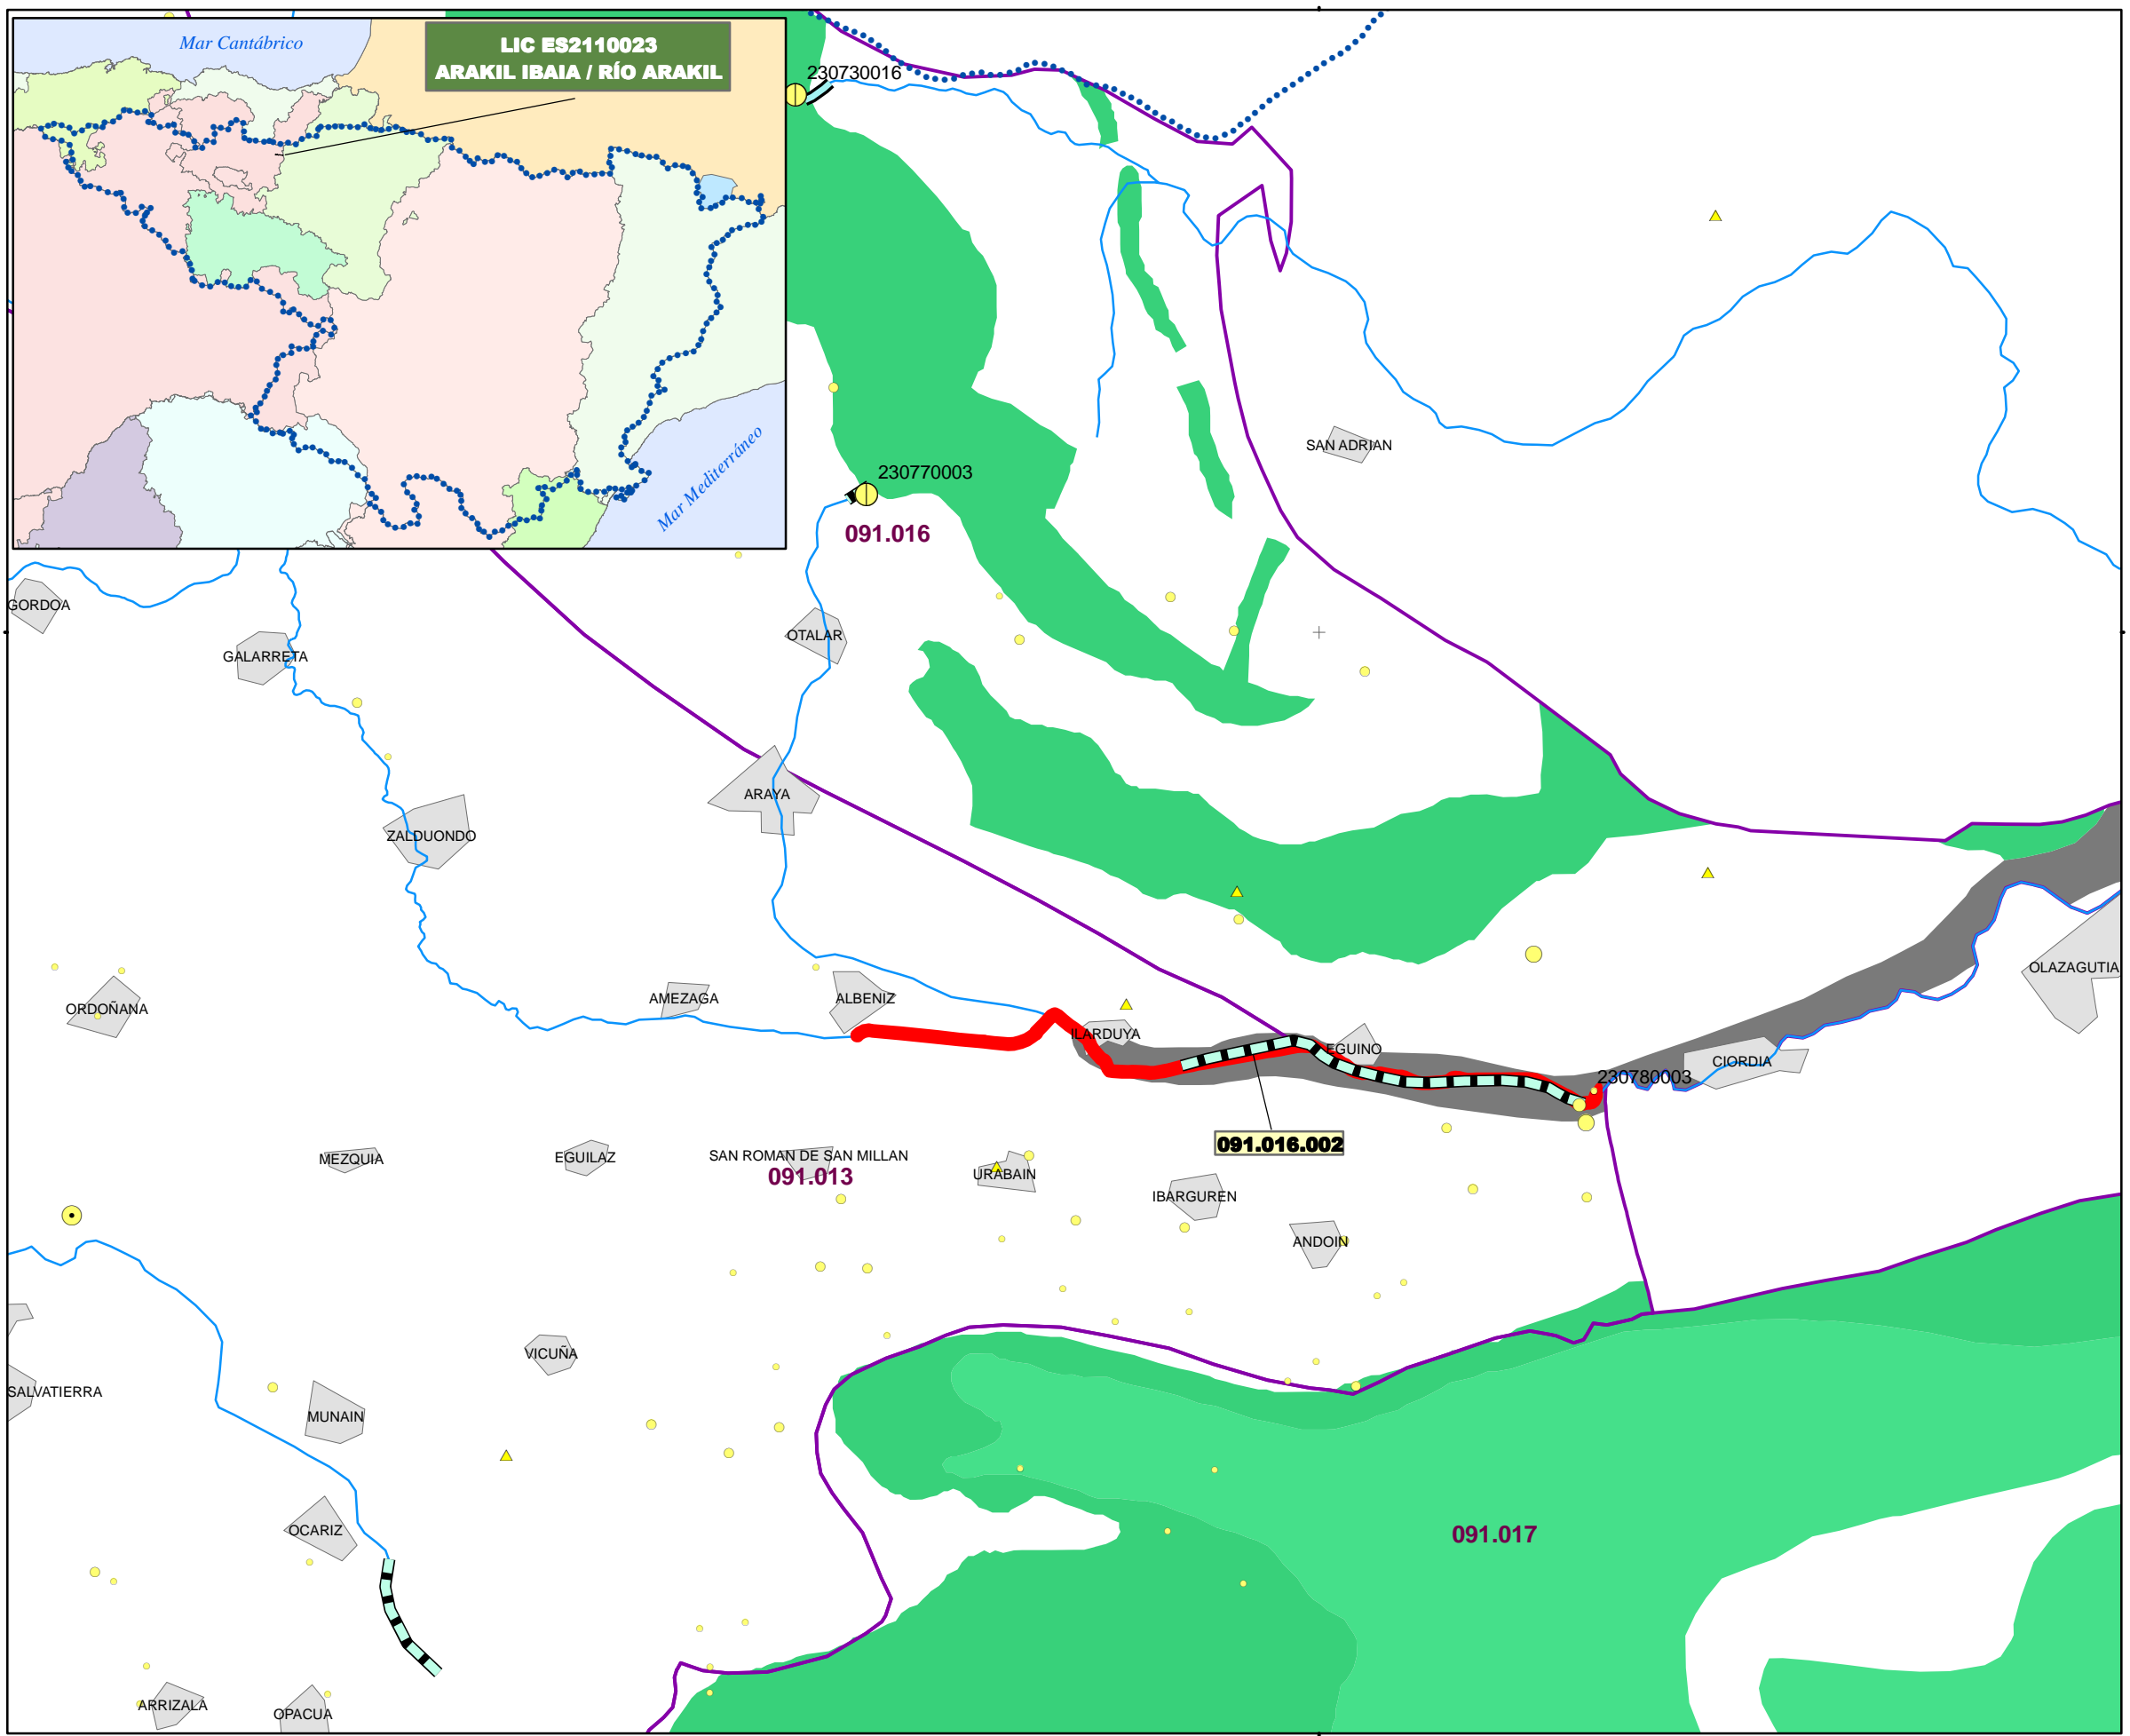 Mar Cantábrico
LIC ES2110023
ARAKIL IBAIA / RÍO ARAKIL
Mar Mediterráneo
230730016
SAN ADRIAN
230770003
091.016
GORDOA
OTALAR
GALARRETA
ARAYA
ZALDUONDO
ORDOÑANA
AMEZAGA
ALBENIZ
OLAZAGUTIA
ILARDUYA
EGUINO
CIORDIA
230780003
091.016.002
MEZQUIA
EGUILAZ
SAN ROMAN DE SAN MILLAN
091.013
URABAIN
IBARGUREN
ANDOIN
VICUÑA
SALVATIERRA
MUNAIN
OCARIZ
091.017
ARRIZALA
OPACUA